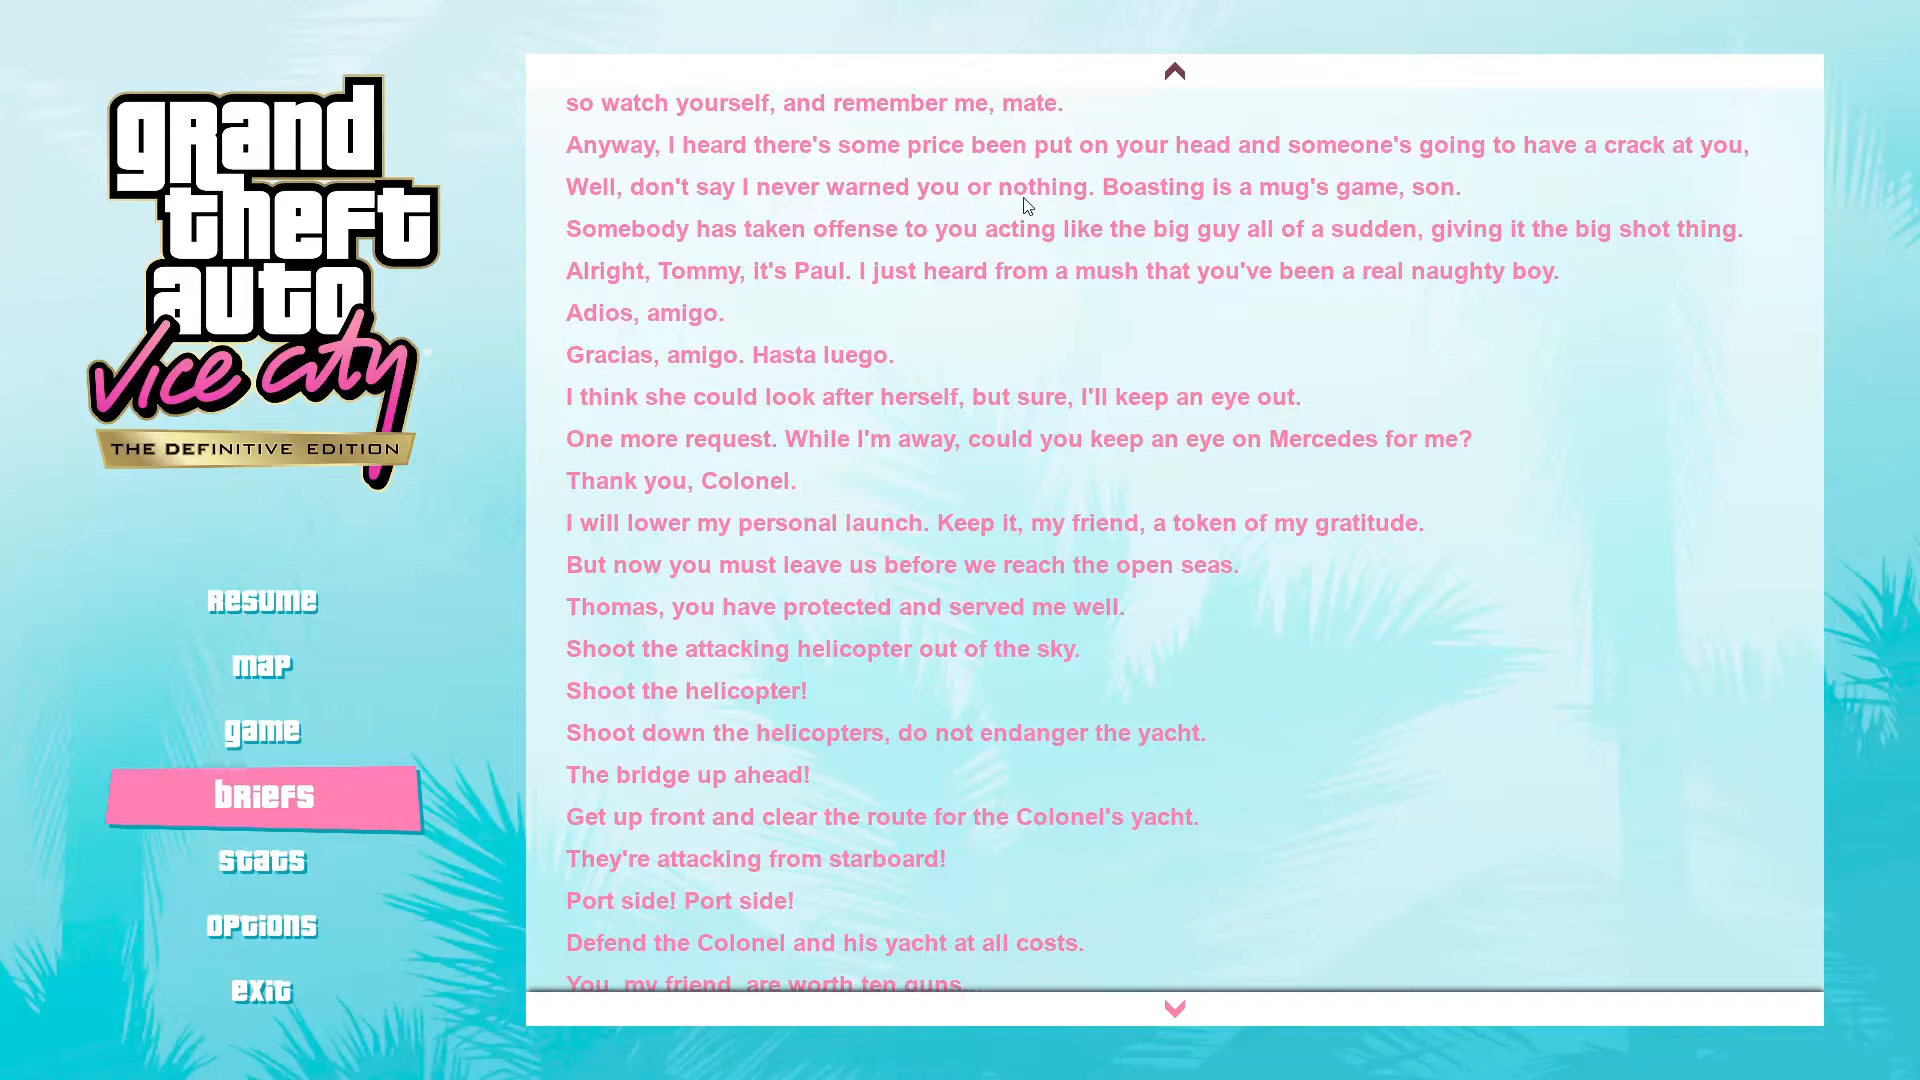 grand
theft
auto
vice city
®
THE DEFINITIVE EDITION
resume
map
game
briefs
stats
options
exit
so watch yourself, and remember me, mate.
Anyway, I heard there's some price been put on your head and someone's going to have a crack at you,
Well, don't say I never warned you or nothing. Boasting is a mug's game, son.
Somebody has taken offense to you acting like the big guy all of a sudden, giving it the big shot thing.
Alright, Tommy, it's Paul. I just heard from a mush that you've been a real naughty boy.
Adios, amigo.
Gracias, amigo. Hasta luego.
I think she could look after herself, but sure, I'll keep an eye out.
One more request. While I'm away, could you keep an eye on Mercedes for me?
Thank you, Colonel.
I will lower my personal launch. Keep it, my friend, a token of my gratitude.
But now you must leave us before we reach the open seas.
Thomas, you have protected and served me well.
Shoot the attacking helicopter out of the sky.
Shoot the helicopter!
Shoot down the helicopters, do not endanger the yacht.
The bridge up ahead!
Get up front and clear the route for the Colonel's yacht.
They're attacking from starboard!
Port side! Port side!
Defend the Colonel and his yacht at all costs.
You, my friend, are worth ten guns...